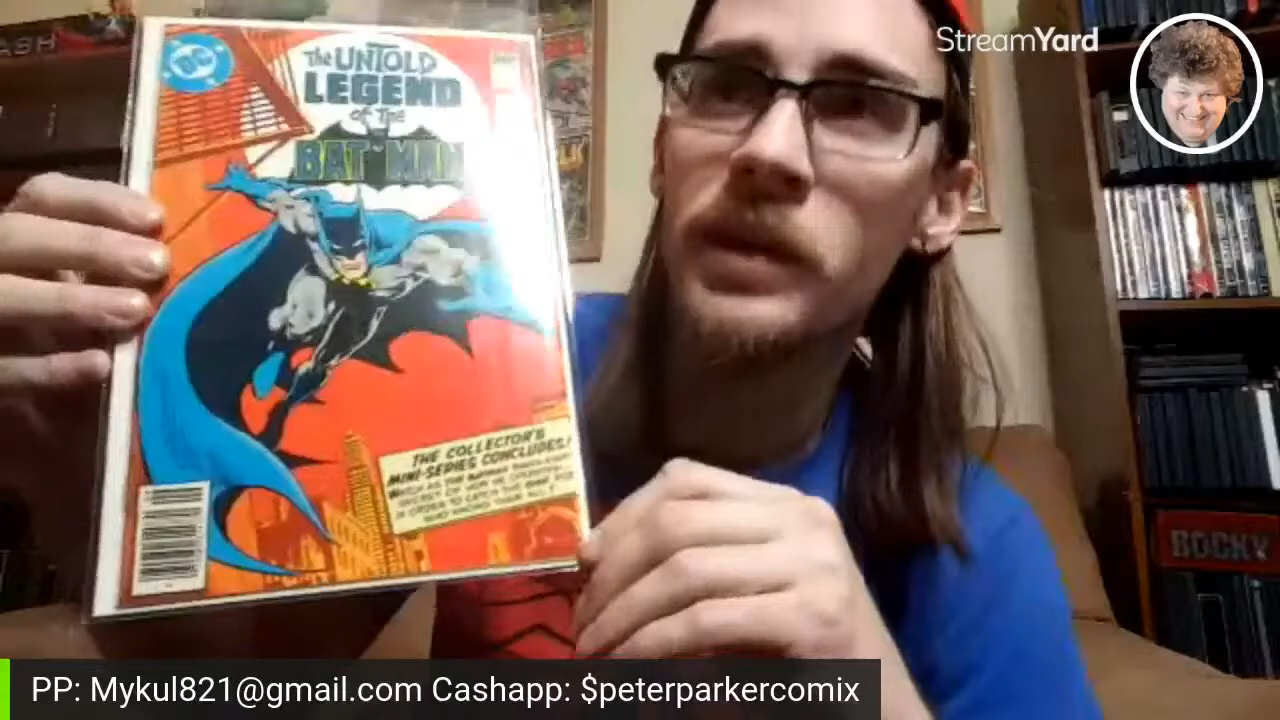 StreamYard
ASH
DC
The UNTOLD
LEGEND
of The
BATMAN
THE COLLECTOR'S
MINI-SERIES CONCLUDES!
ROCKY
PP: Mykul821@gmail.com Cashapp: $peterparkercomix